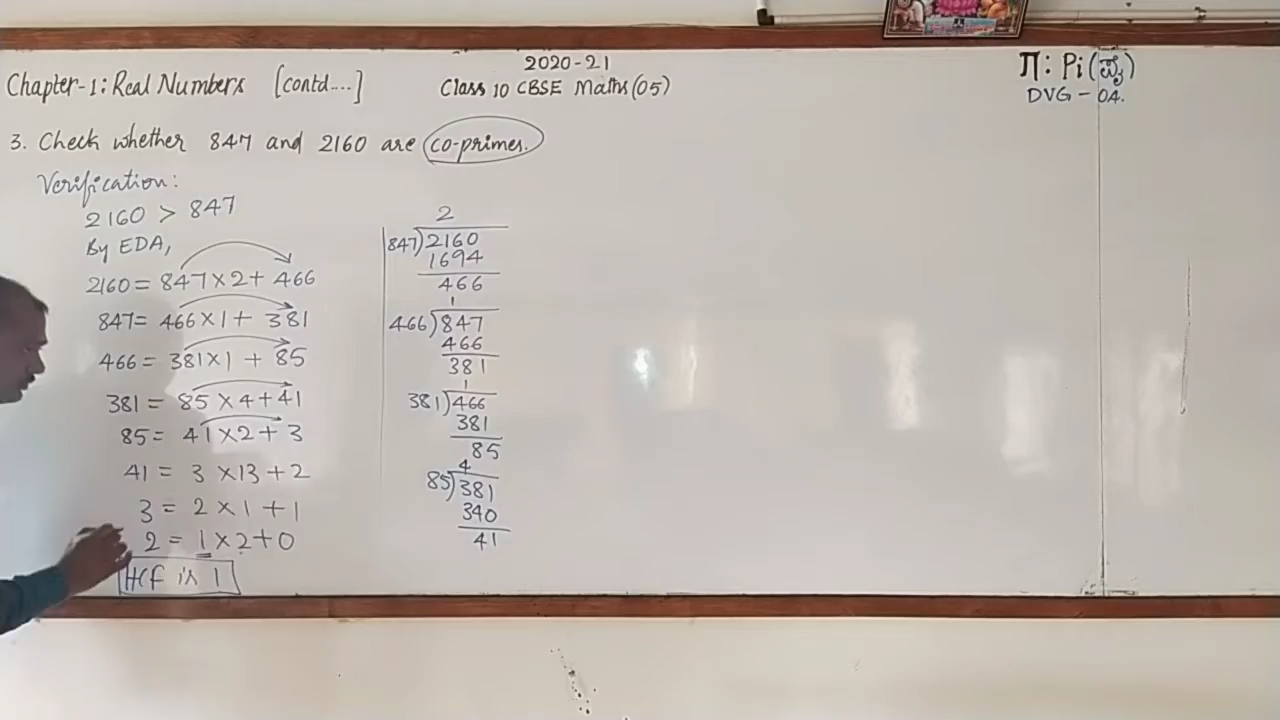 2020-21
Chapter-1: Real Numbers [contd....]
Class 10 CBSE Maths (05)
π: Pi (
DVG - 04.
3. Check whether 847 and 2160 are co-primes.
Verification:
2160 > 847
By EDA,
2160 = 847 × 2 + 466
847 = 466 × 1 + 381
466 = 381 × 1 + 85
381 = 85 × 4 + 41
85 = 41 × 2 + 3
41 = 3 × 13 + 2
3 = 2 × 1 + 1
2 = 1 × 2 + 0
HCF is 1
2
847)2160
1694
466
1
466)847
466
381
1
381)466
381
85
4
85)381
340
41